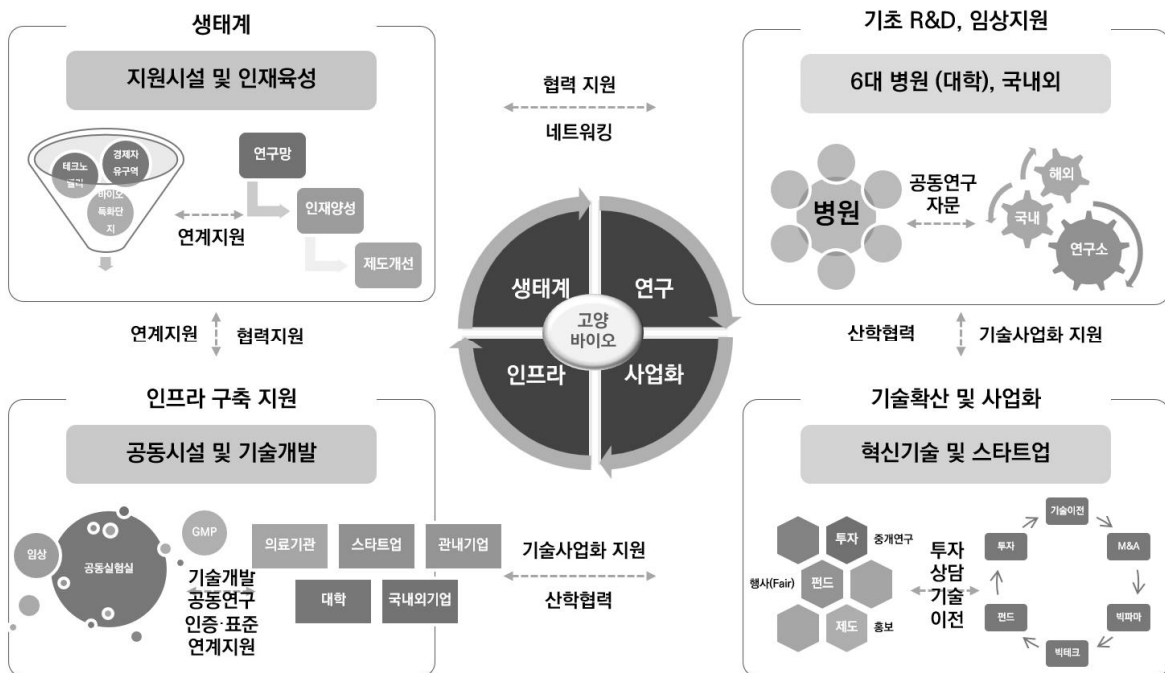 생태계
지원시설 및 인재육성
테크노
밸리
경제자
유구역
바이오
특화단
지
연계지원
연구망
인재양성
제도개선
협력 지원
네트워킹
기초 R&D, 임상지원
6대 병원 (대학), 국내외
병원
공동연구
자문
해외
국내
연구소
생태계
연구
고양
바이오
인프라
사업화
연계지원
협력지원
산학협력
기술사업화 지원
인프라 구축 지원
공동시설 및 기술개발
임상
공동실험실
GMP
기술개발
공동연구
인증·표준
연계지원
의료기관
스타트업
관내기업
대학
국내외기업
기술사업화 지원
산학협력
기술확산 및 사업화
혁신기술 및 스타트업
투자
중개연구
행사(Fair)
펀드
제도
홍보
투자
상담
기술
이전
기술이전
M&A
빅파마
빅테크
펀드
투자